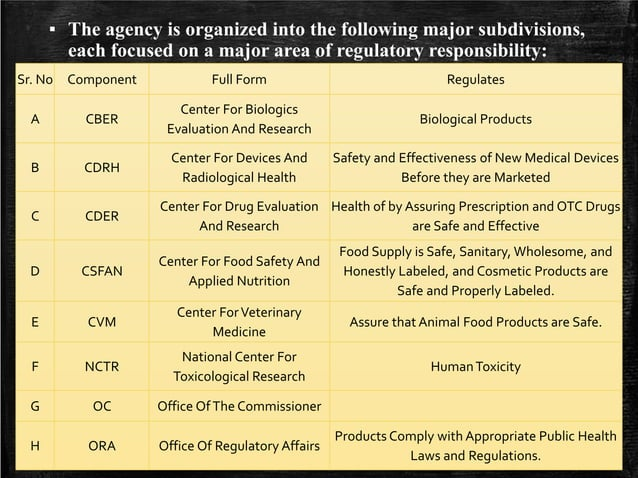 ▪ The agency is organized into the following major subdivisions,
each focused on a major area of regulatory responsibility:
Sr. No Component Full Form Regulates
A CBER Center For Biologics Evaluation And Research Biological Products
B CDRH Center For Devices And Radiological Health Safety and Effectiveness of New Medical Devices Before they are Marketed
C CDER Center For Drug Evaluation And Research Health of by Assuring Prescription and OTC Drugs are Safe and Effective
D CSFAN Center For Food Safety And Applied Nutrition Food Supply is Safe, Sanitary, Wholesome, and Honestly Labeled, and Cosmetic Products are Safe and Properly Labeled.
E CVM Center For Veterinary Medicine Assure that Animal Food Products are Safe.
F NCTR National Center For Toxicological Research Human Toxicity
G OC Office Of The Commissioner
H ORA Office Of Regulatory Affairs Products Comply with Appropriate Public Health Laws and Regulations.